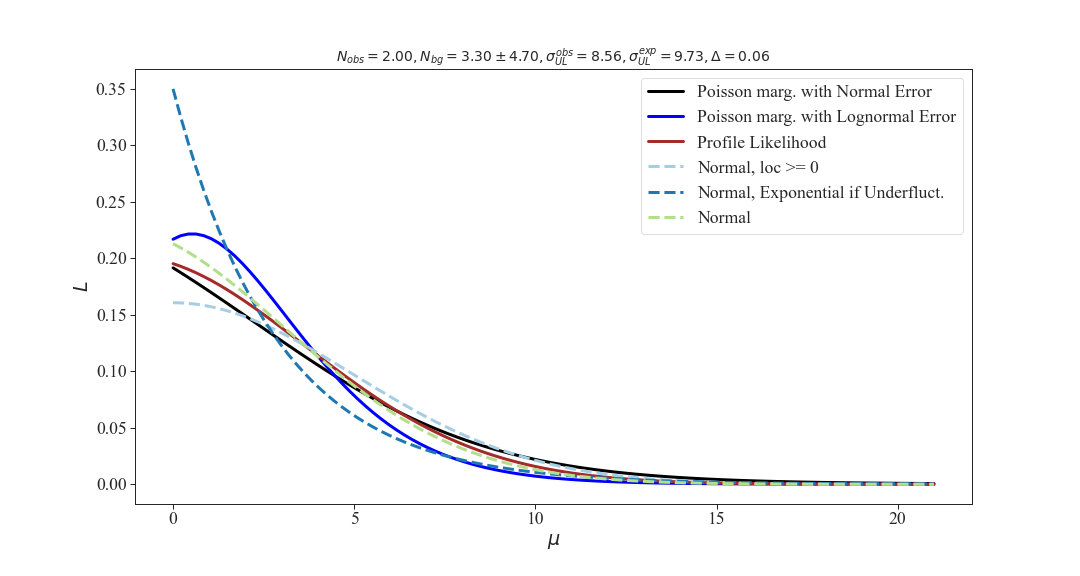 N_obs = 2.00, N_bg = 3.30 ± 4.70, σ_UL^obs = 8.56, σ_UL^exp = 9.73, Δ = 0.06
Poisson marg. with Normal Error
Poisson marg. with Lognormal Error
Profile Likelihood
Normal, loc >= 0
Normal, Exponential if Underfluct.
Normal
L
0.35
0.30
0.25
0.20
0.15
0.10
0.05
0.00
0 5 10 15 20
μ